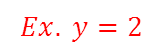 Ex. y = 2